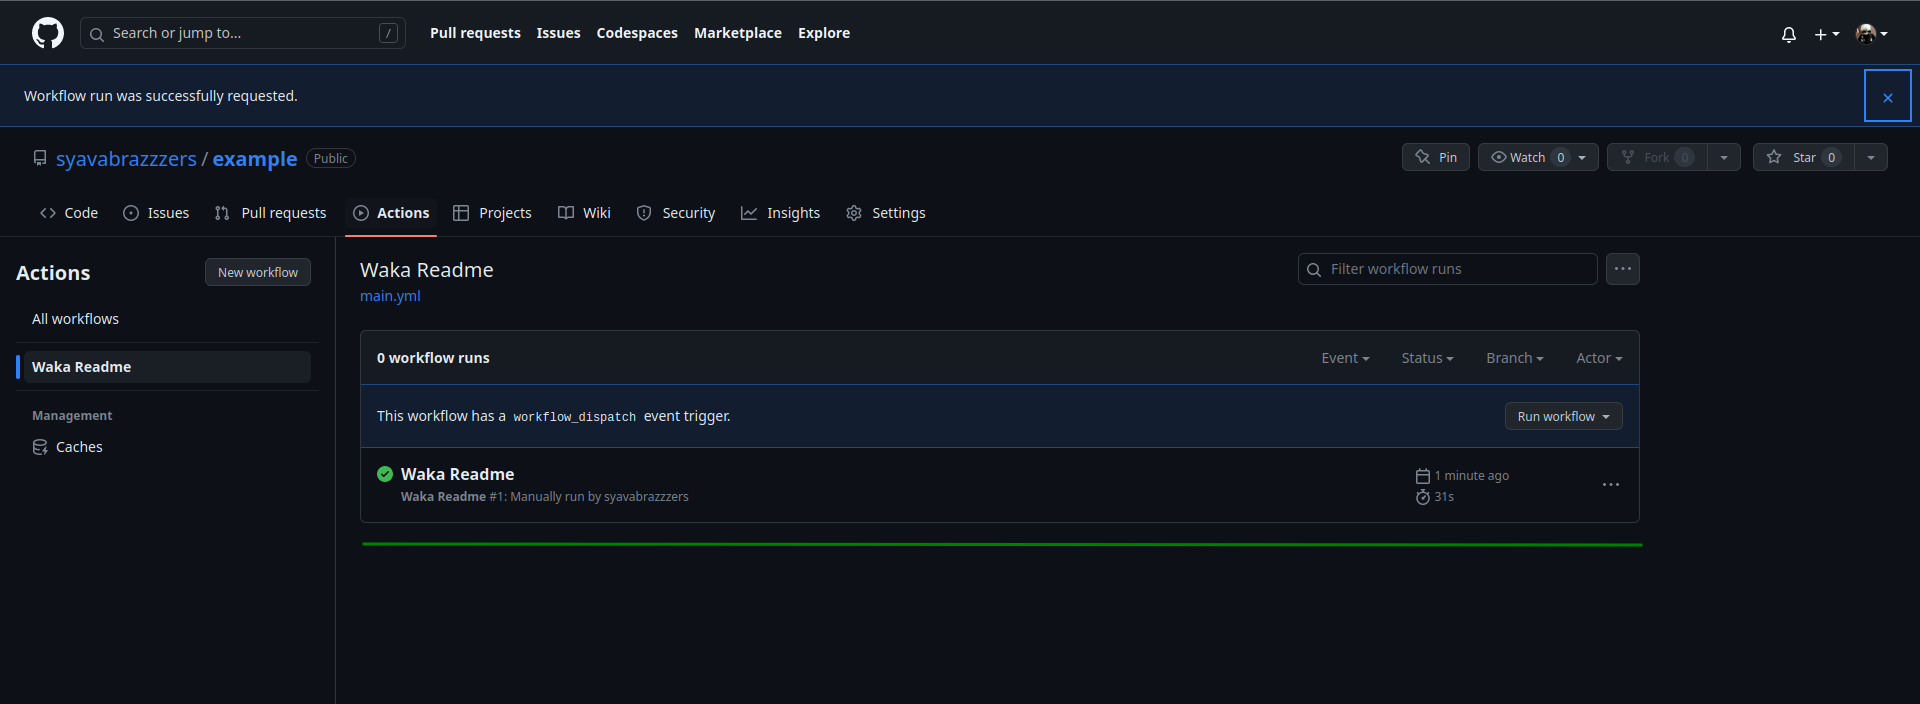 Search or jump to... /
Pull requests Issues Codespaces Marketplace Explore
Workflow run was successfully requested.
syavabrazzzers / example Public
Pin Watch 0 Fork 0 Star 0
Code Issues Pull requests Actions Projects Wiki Security Insights Settings
Actions
New workflow
All workflows
Waka Readme
Management
Caches
Waka Readme
main.yml
Filter workflow runs
0 workflow runs
Event Status Branch Actor
This workflow has a workflow_dispatch event trigger.
Run workflow
Waka Readme
Waka Readme #1: Manually run by syavabrazzzers
1 minute ago
31s